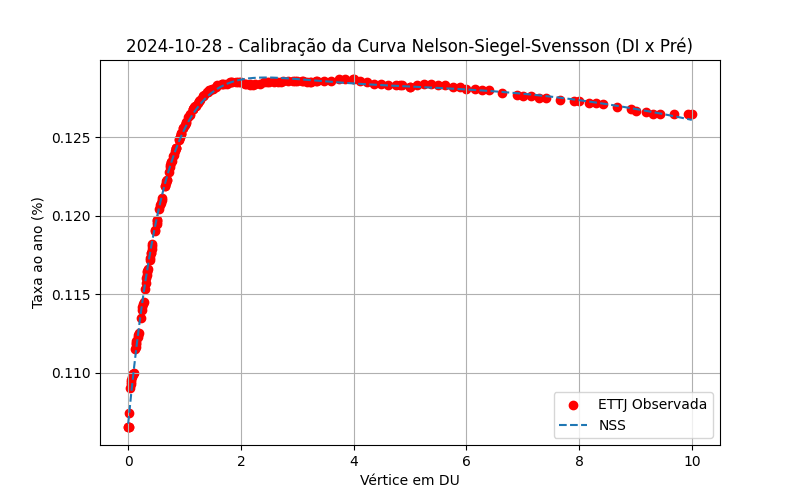 2024-10-28 - Calibração da Curva Nelson-Siegel-Svensson (DI x Pré)
Taxa ao ano (%)
0.125
0.120
0.115
0.110
ETTJ Observada
NSS
0 2 4 6 8 10
Vértice em DU